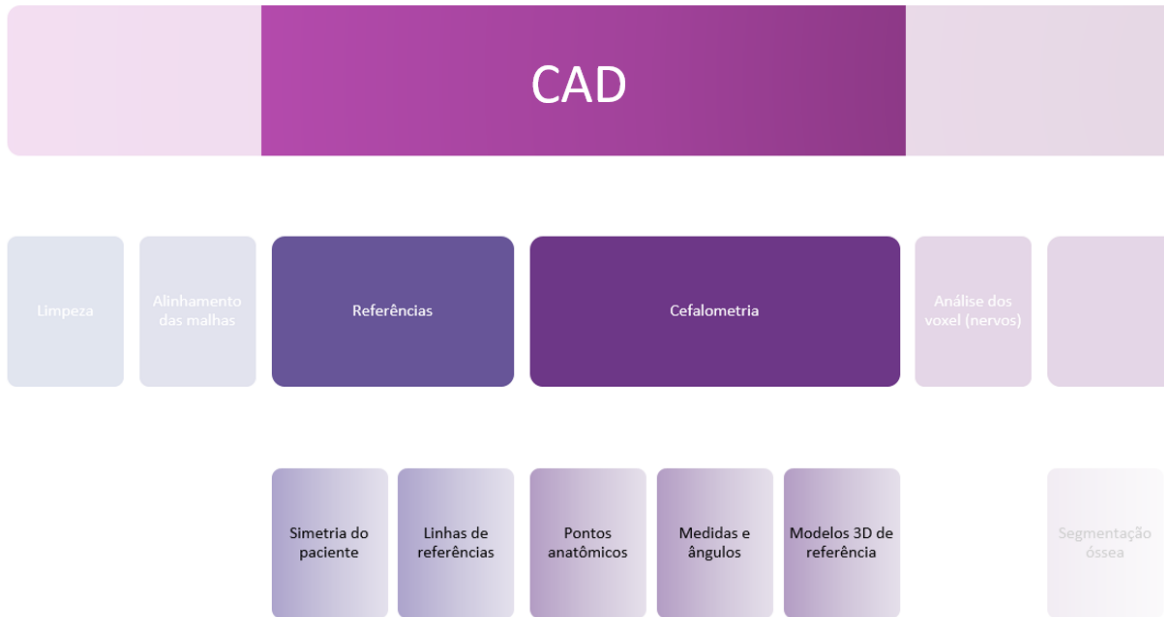 CAD
Limpeza
Alinhamento
das malhas
Referências
Cefalometria
Análise dos
voxel (nervos)
Simetria do
paciente
Linhas de
referências
Pontos
anatômicos
Medidas e
ângulos
Modelos 3D de
referência
Segmentação
óssea